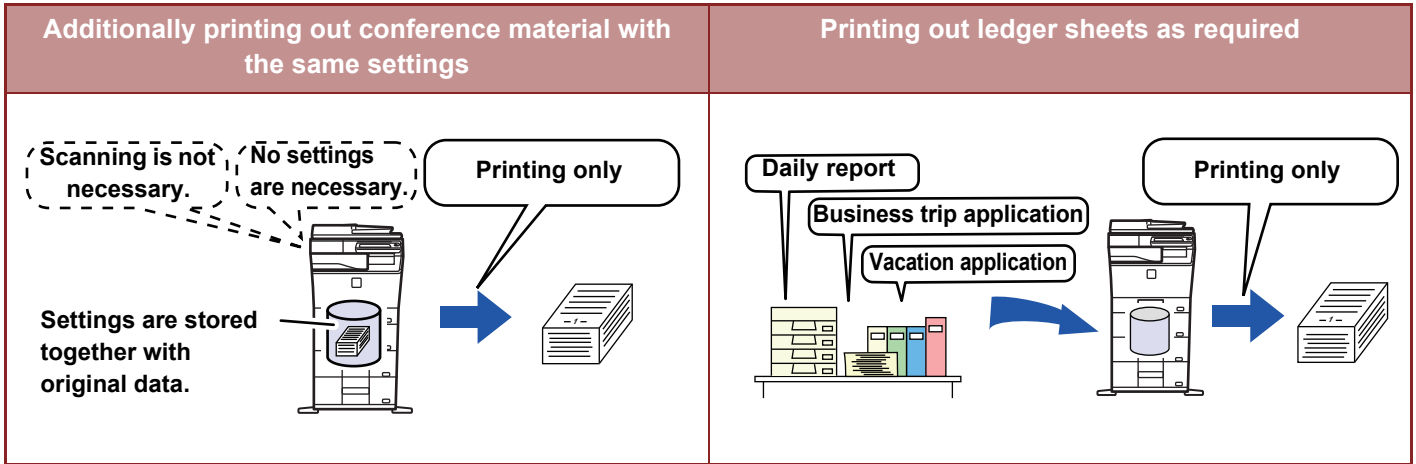 Additionally printing out conference material with
the same settings
Printing out ledger sheets as required
Scanning is not
necessary.
No settings
are necessary.
Printing only
Settings are stored
together with
original data.
-1-
Daily report
Business trip application
Vacation application
Printing only
-1-